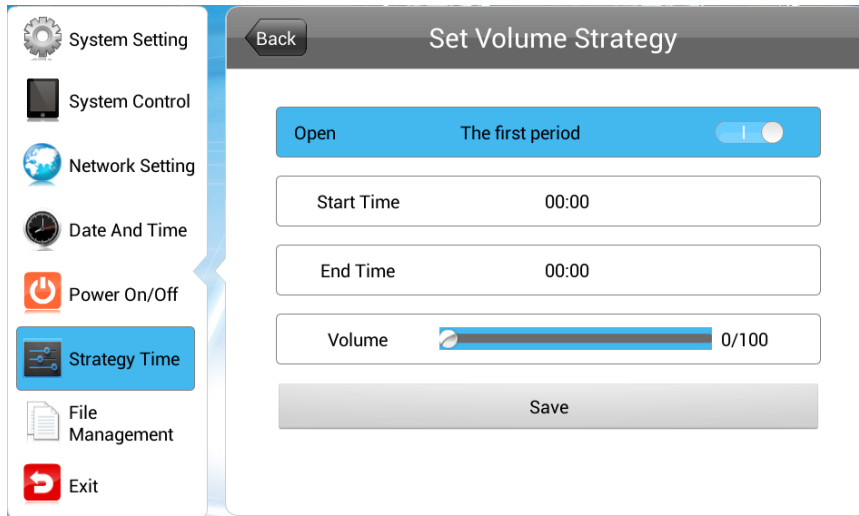 System Setting
System Control
Network Setting
Date And Time
Power On/Off
Strategy Time
File
Management
Exit
Back
Set Volume Strategy
Open The first period
Start Time 00:00
End Time 00:00
Volume 0/100
Save